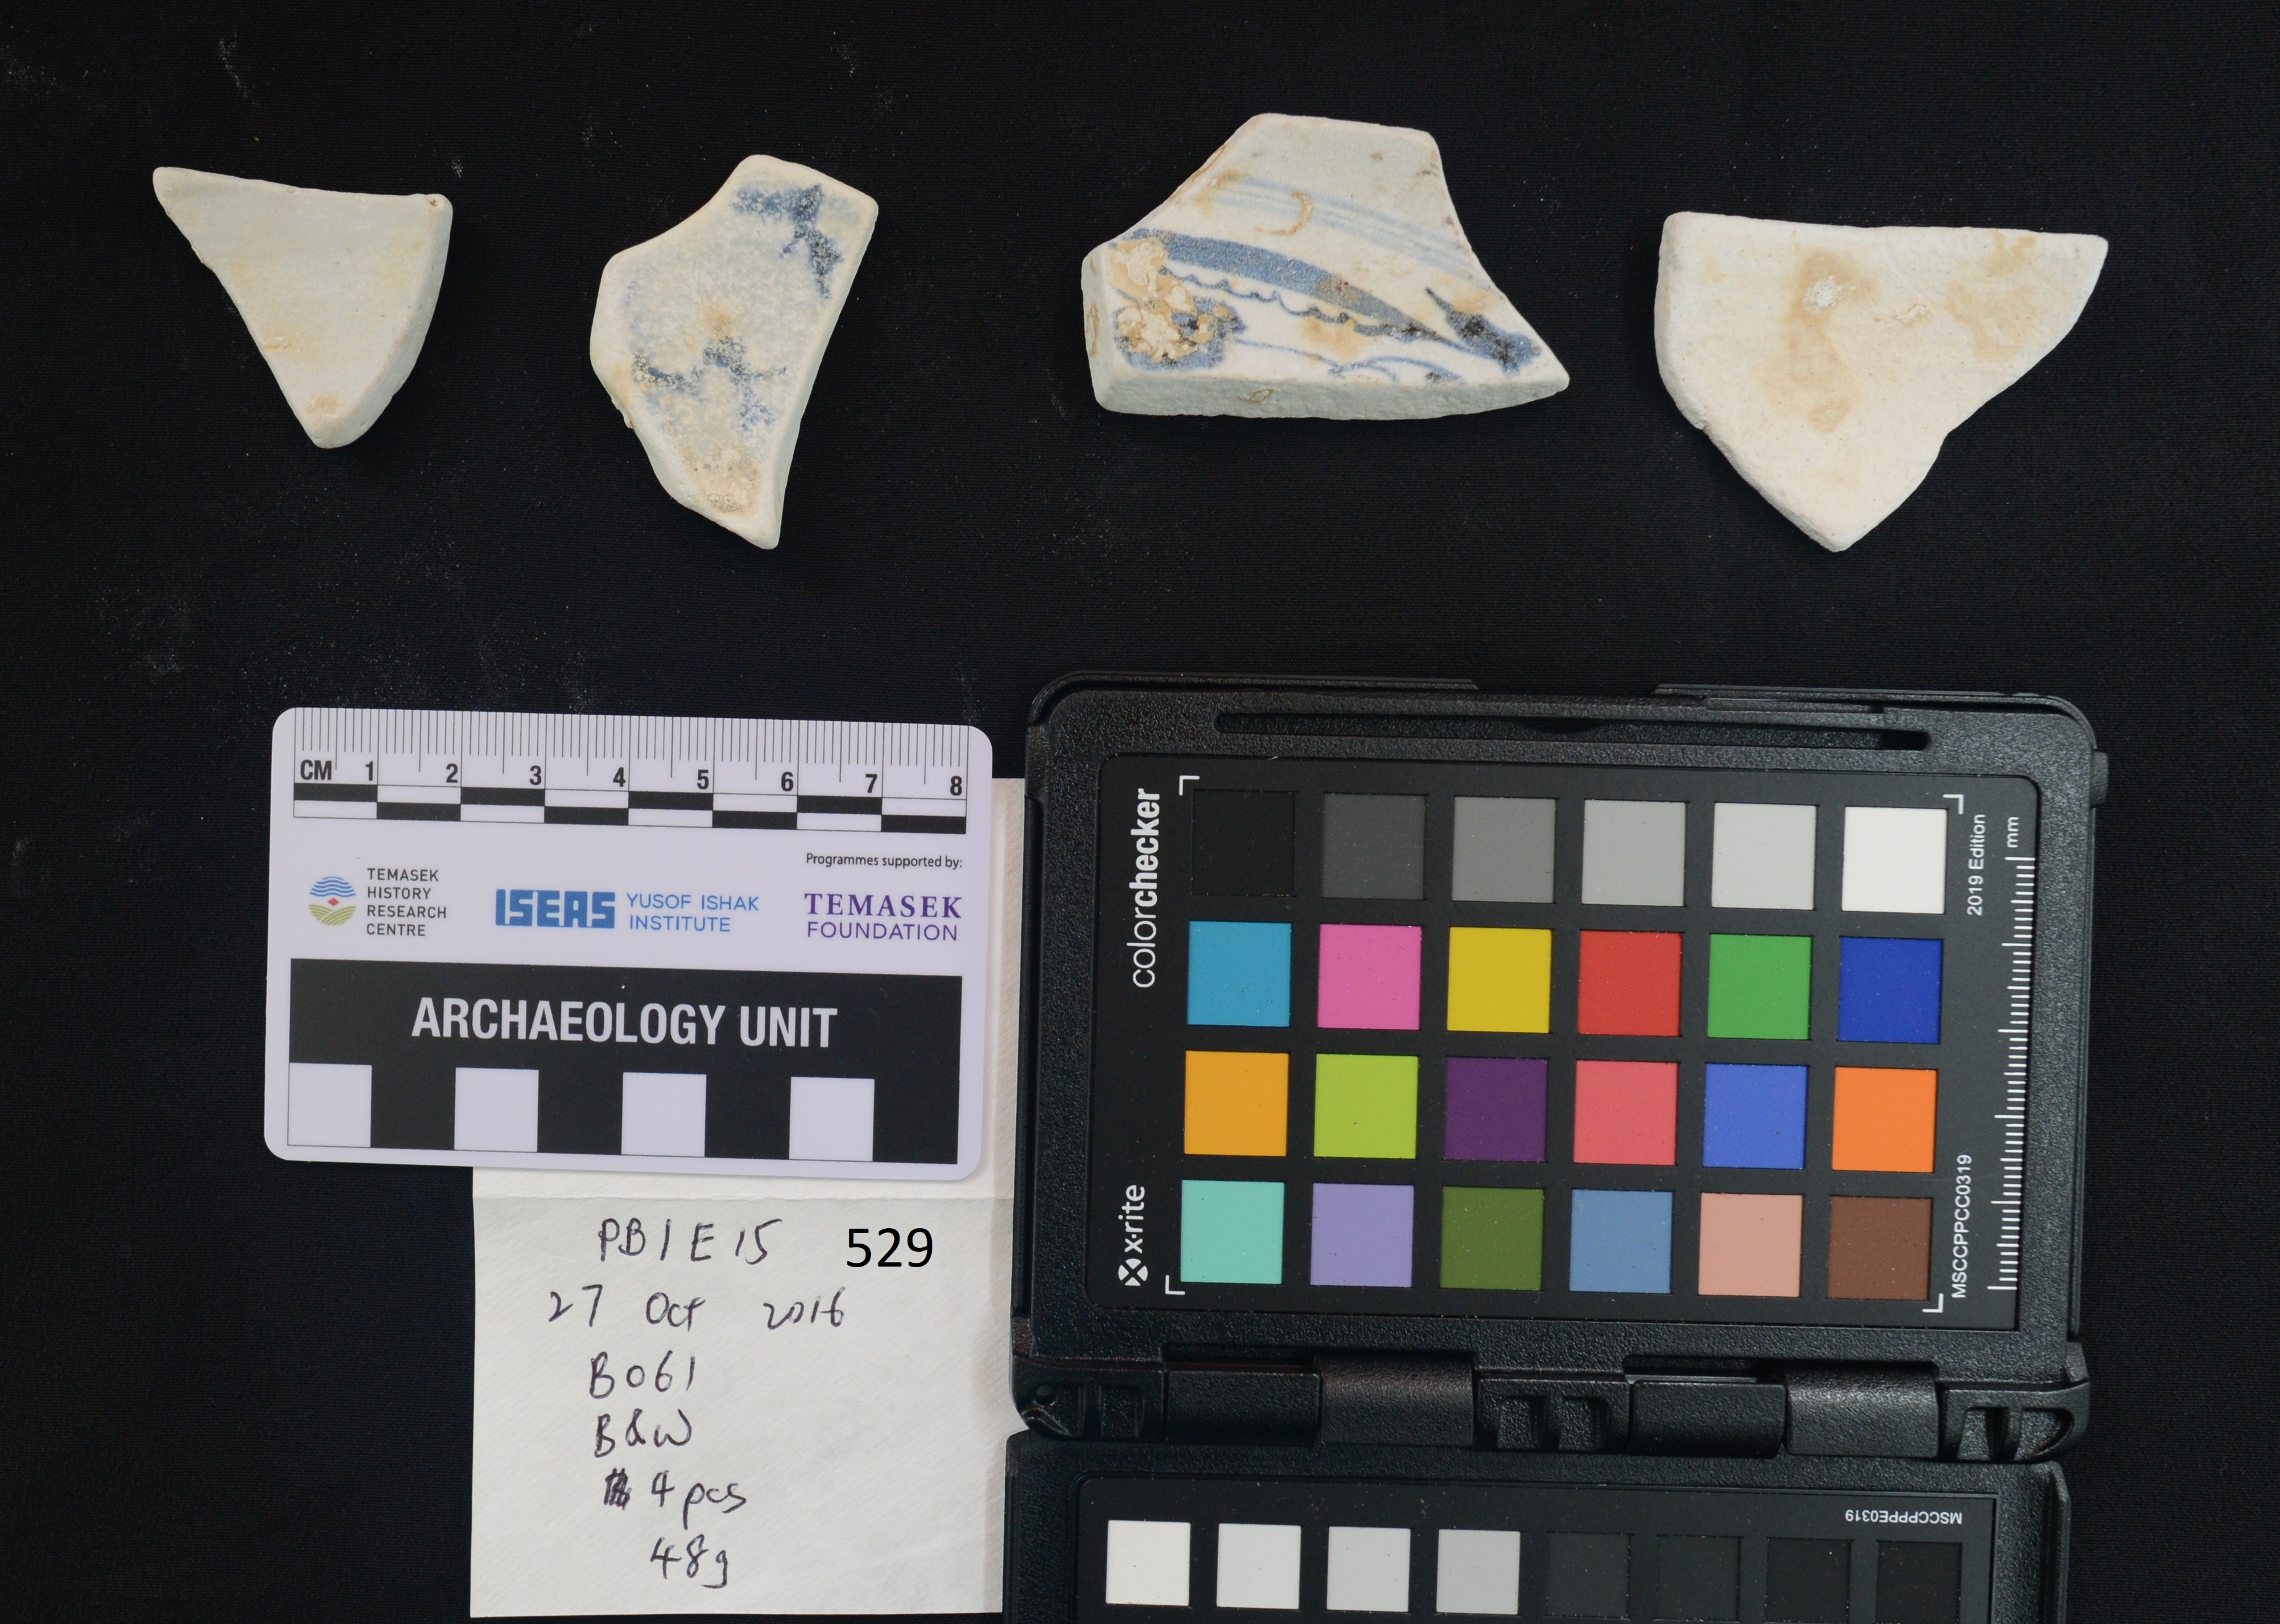 CM 1 2 3 4 5 6 7 8
Programmes supported by:
TEMASEK
HISTORY
RESEARCH
CENTRE
ISEAS
YUSOF ISHAK
INSTITUTE
TEMASEK
FOUNDATION
ARCHAEOLOGY UNIT
PB1E15 529
27 Oct 2016
B061
B&W
4 pcs
48g
colorchecker
x·rite
2019 Edition
mm
MSCCPPCC0319
MSCCPPPE0319